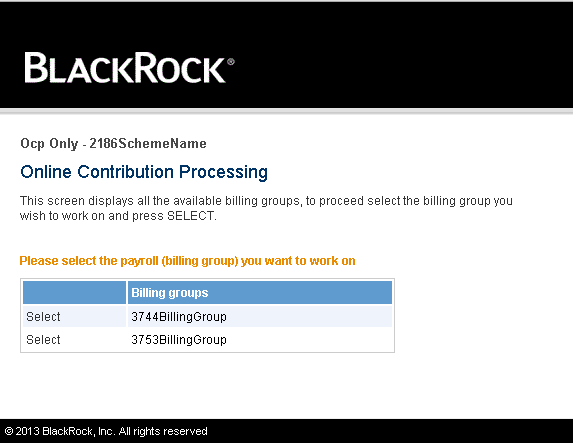 BLACKROCK®
Ocp Only - 2186SchemeName
Online Contribution Processing
This screen displays all the available billing groups, to proceed select the billing group you
wish to work on and press SELECT.
Please select the payroll (billing group) you want to work on
Billing groups
Select 3744BillingGroup
Select 3753BillingGroup
© 2013 BlackRock, Inc. All rights reserved